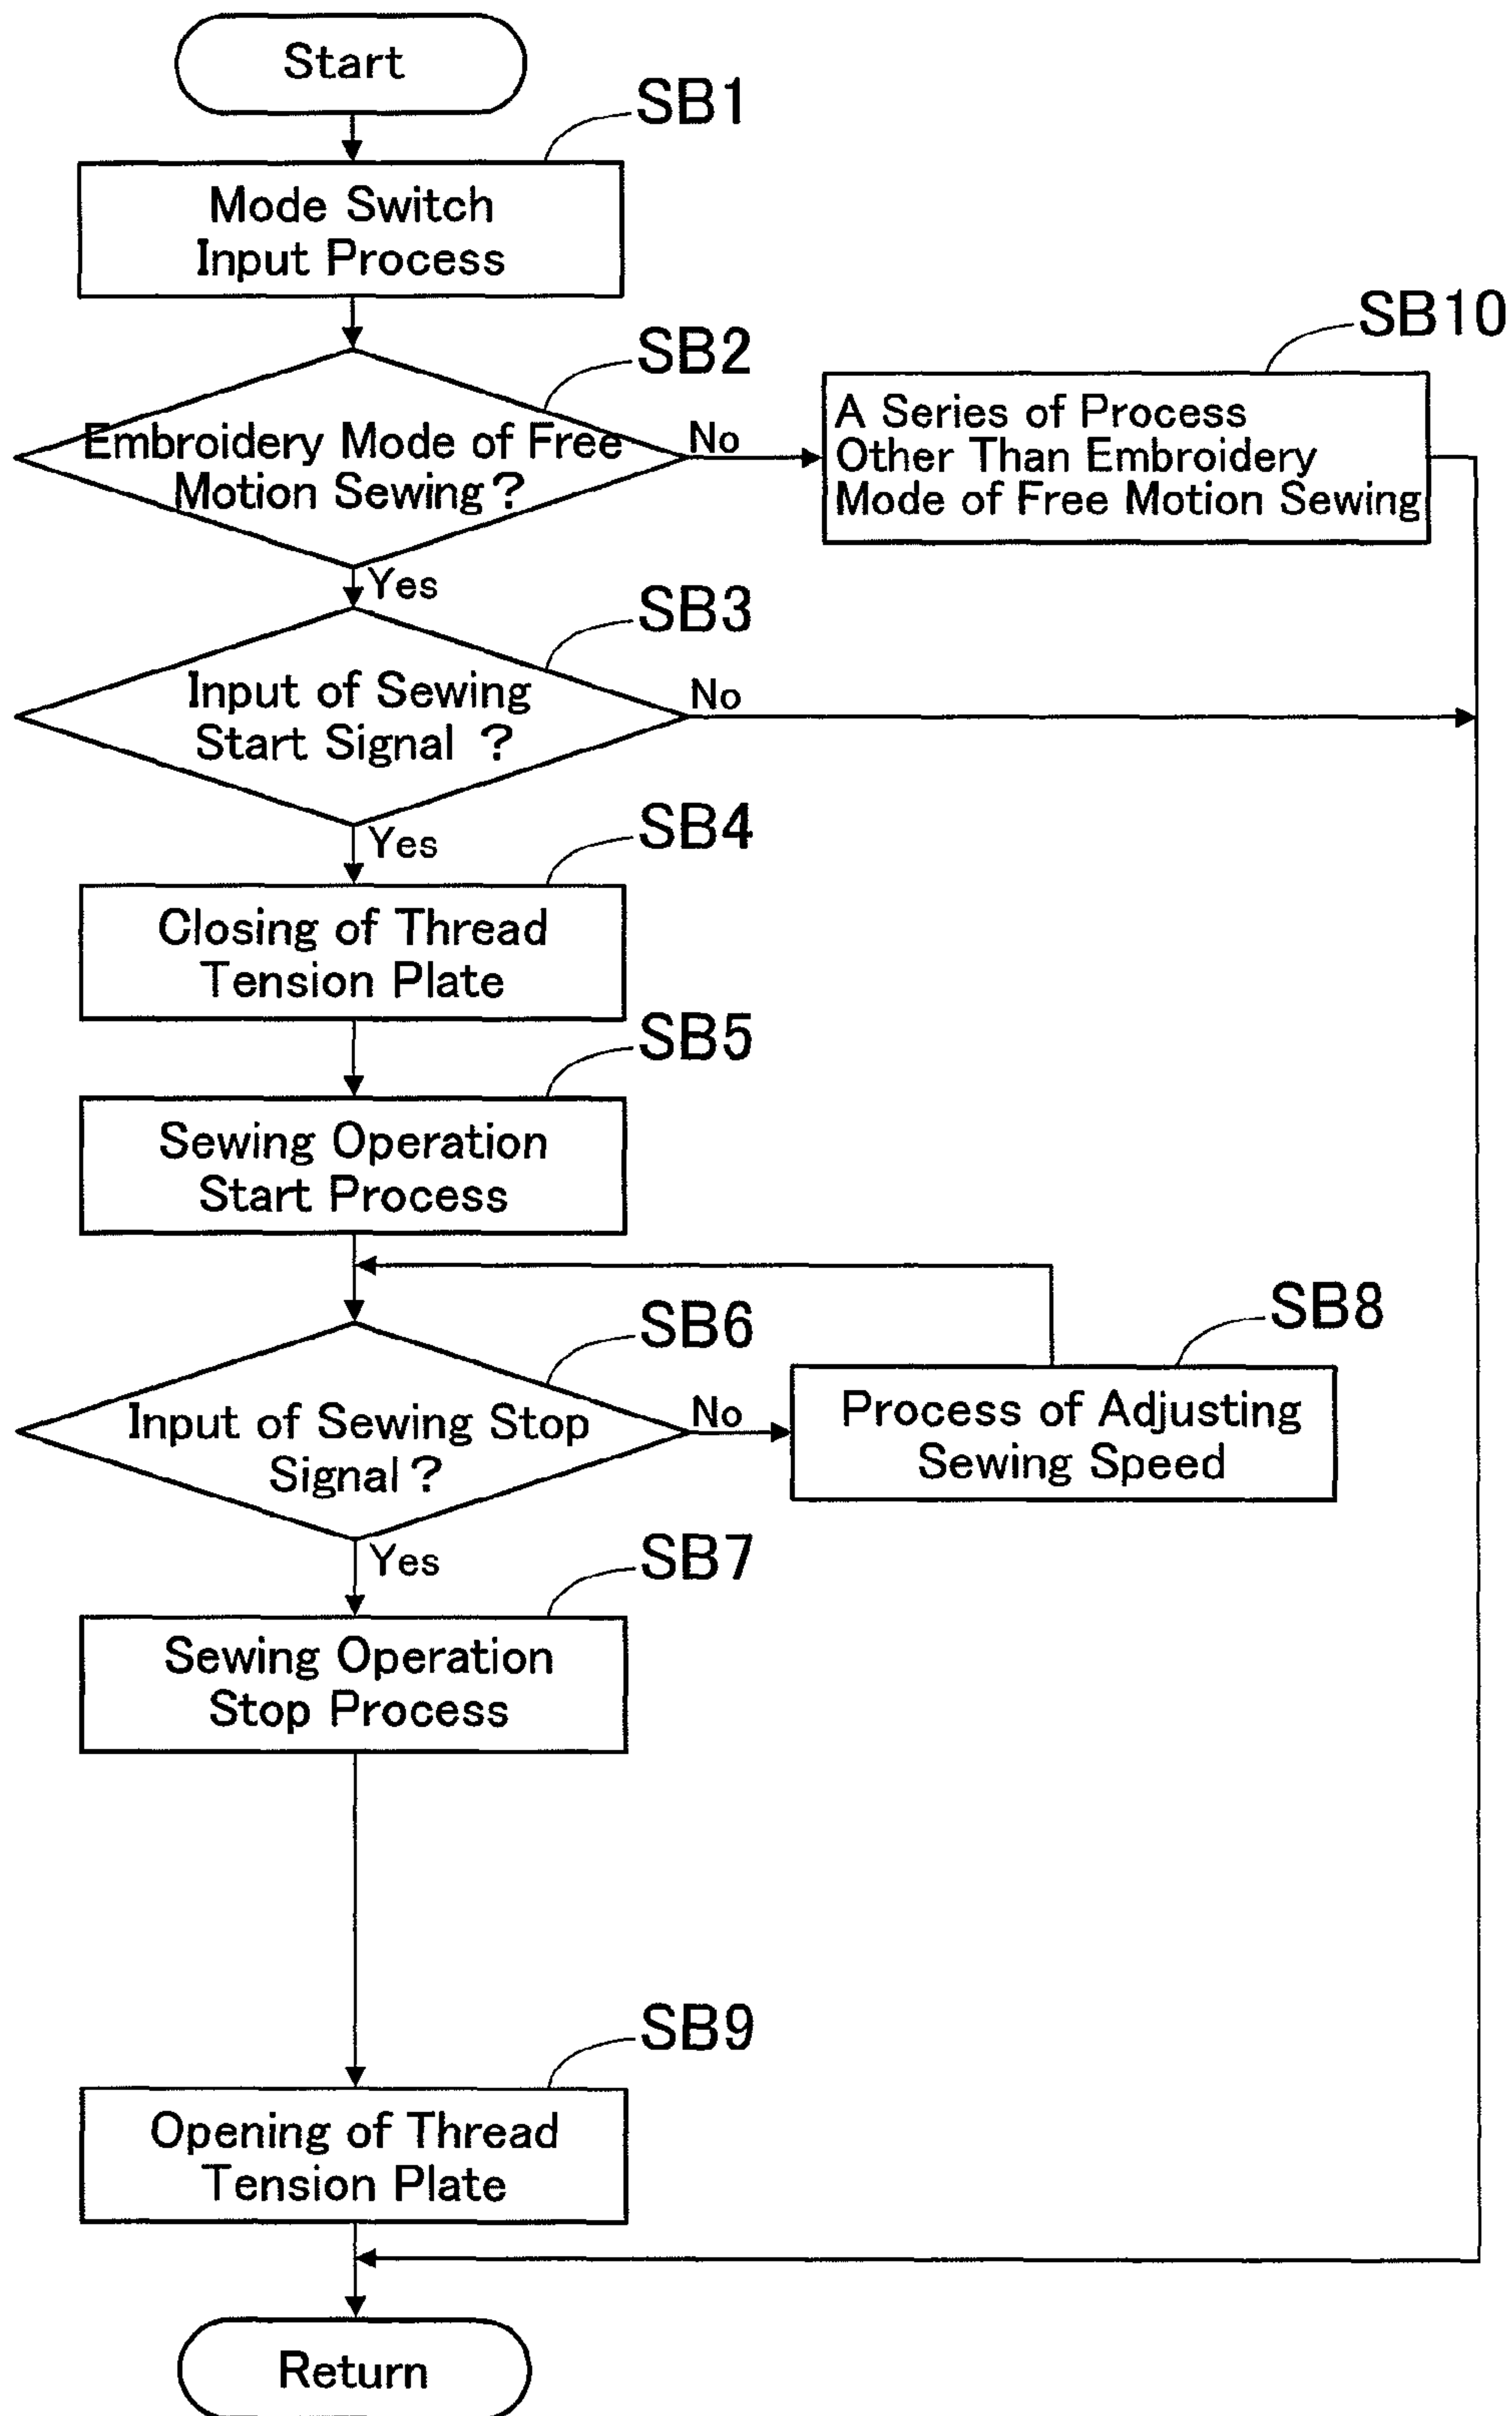 Start
SB1
Mode Switch
Input Process
SB2
Embroidery Mode of Free
Motion Sewing?
No
SB10
A Series of Process
Other Than Embroidery
Mode of Free Motion Sewing
Yes
SB3
Input of Sewing
Start Signal ?
No
Yes
SB4
Closing of Thread
Tension Plate
SB5
Sewing Operation
Start Process
SB6
Input of Sewing Stop
Signal?
No
SB8
Process of Adjusting
Sewing Speed
Yes
SB7
Sewing Operation
Stop Process
SB9
Opening of Thread
Tension Plate
Return